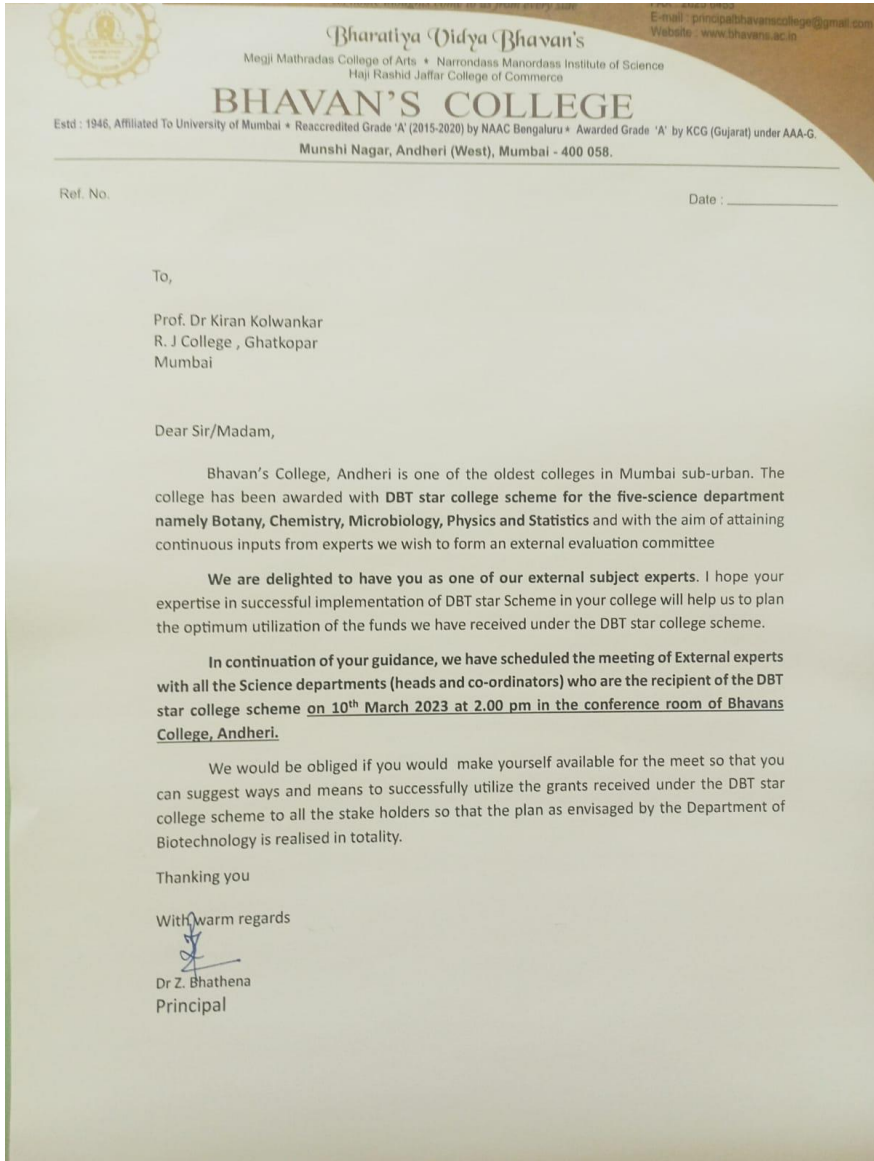 E-mail : principalbhavanscollege@gmail.com
Website : www.bhavans.ac.in
Bharatiya Vidya Bhavan's
Megji Mathradas College of Arts ★ Narrondass Manordass Institute of Science
Haji Rashid Jaffar College of Commerce
BHAVAN'S COLLEGE
Estd : 1946, Affiliated To University of Mumbai ★ Reaccredited Grade 'A' (2015-2020) by NAAC Bengaluru ★ Awarded Grade 'A' by KCG (Gujarat) under AAA-G.
Munshi Nagar, Andheri (West), Mumbai - 400 058.
Ref. No.
Date :
To,
Prof. Dr Kiran Kolwankar
R. J College , Ghatkopar
Mumbai
Dear Sir/Madam,
Bhavan's College, Andheri is one of the oldest colleges in Mumbai sub-urban. The
college has been awarded with DBT star college scheme for the five-science department
namely Botany, Chemistry, Microbiology, Physics and Statistics and with the aim of attaining
continuous inputs from experts we wish to form an external evaluation committee
We are delighted to have you as one of our external subject experts. I hope your
expertise in successful implementation of DBT star Scheme in your college will help us to plan
the optimum utilization of the funds we have received under the DBT star college scheme.
In continuation of your guidance, we have scheduled the meeting of External experts
with all the Science departments (heads and co-ordinators) who are the recipient of the DBT
star college scheme on 10th March 2023 at 2.00 pm in the conference room of Bhavans
College, Andheri.
We would be obliged if you would make yourself available for the meet so that you
can suggest ways and means to successfully utilize the grants received under the DBT star
college scheme to all the stake holders so that the plan as envisaged by the Department of
Biotechnology is realised in totality.
Thanking you
With warm regards
Dr Z. Bhathena
Principal